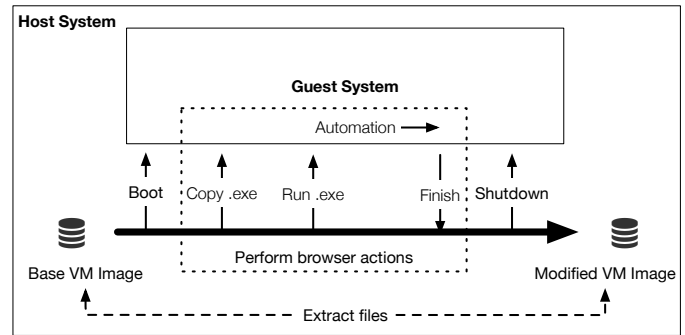 Host System
Guest System
Automation
Boot
Copy .exe
Run .exe
Finish
Shutdown
Perform browser actions
Base VM Image
Modified VM Image
Extract files